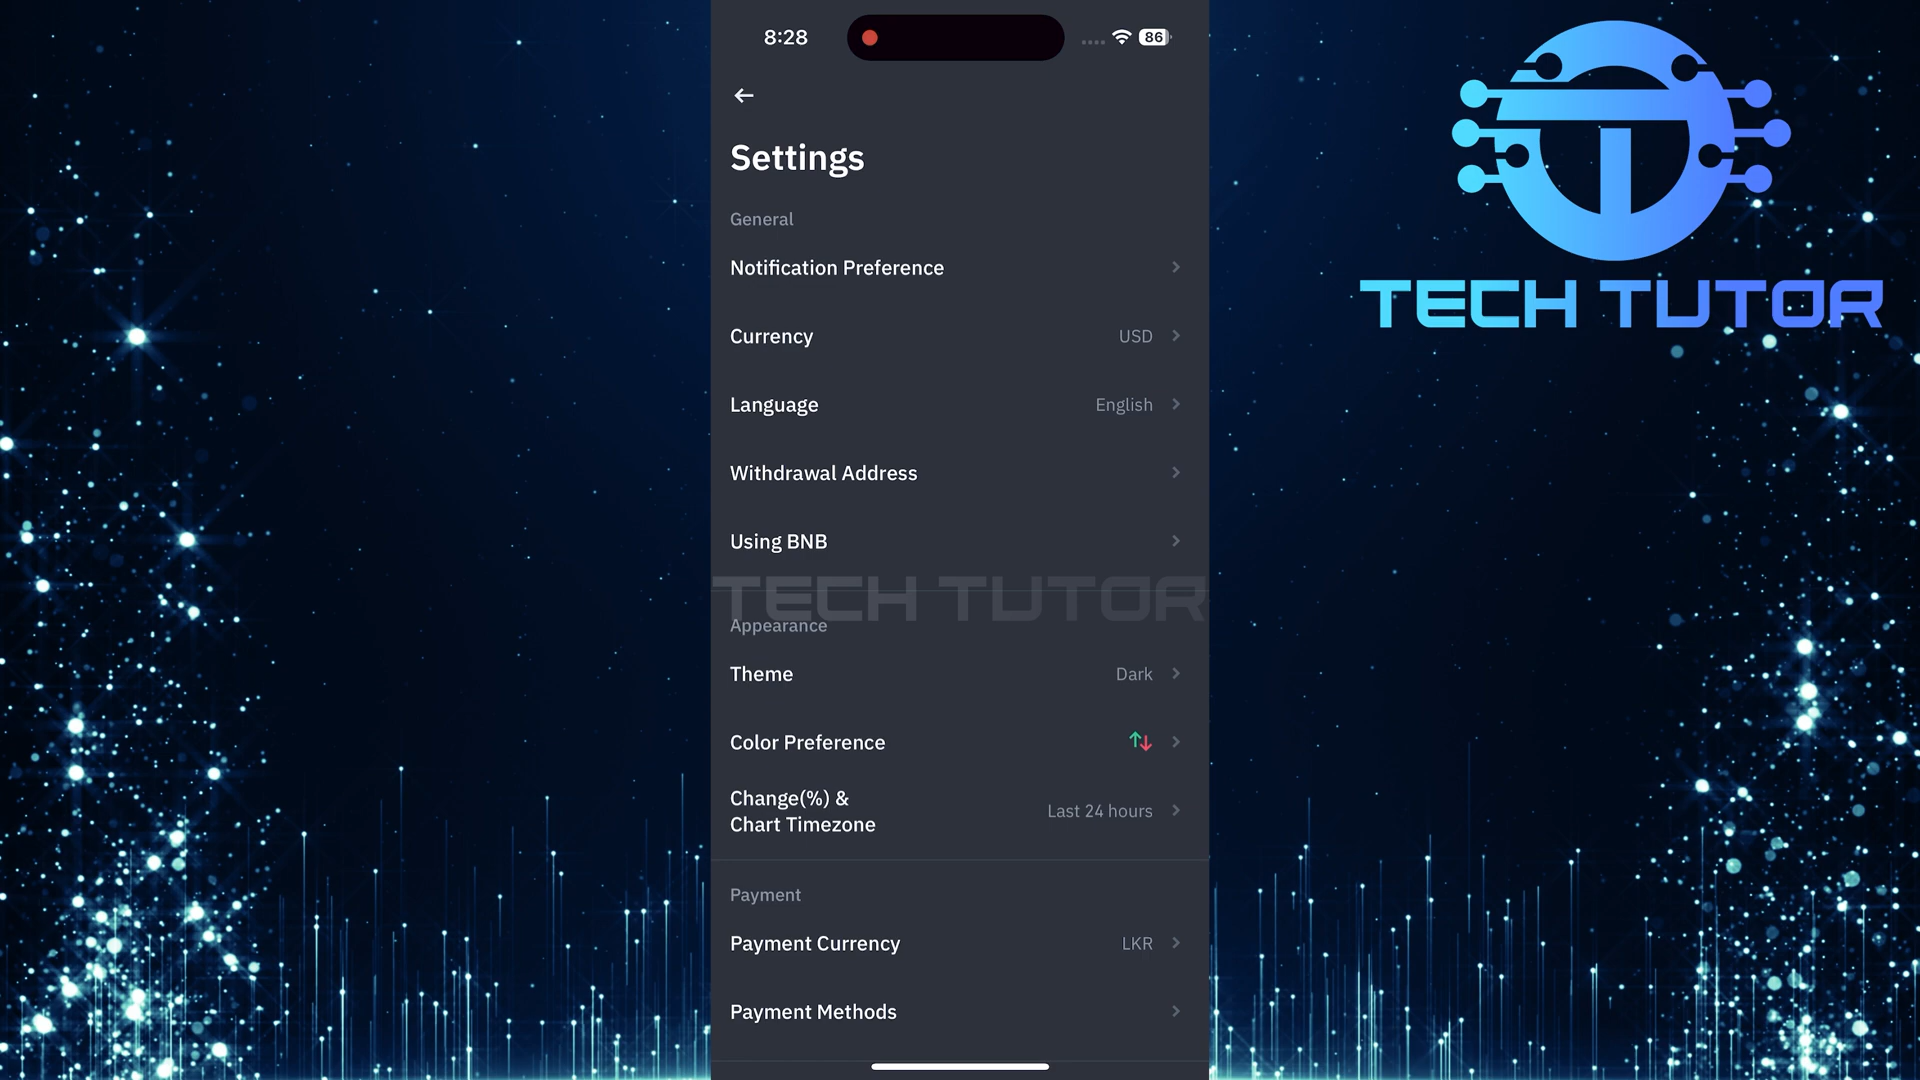 8:28
86
TECH TUTOR
Settings
General
Notification Preference
Currency USD
Language English
Withdrawal Address
Using BNB
TECH TUTOR
Appearance
Theme Dark
Color Preference
Change(%) &
Chart Timezone Last 24 hours
Payment
Payment Currency LKR
Payment Methods